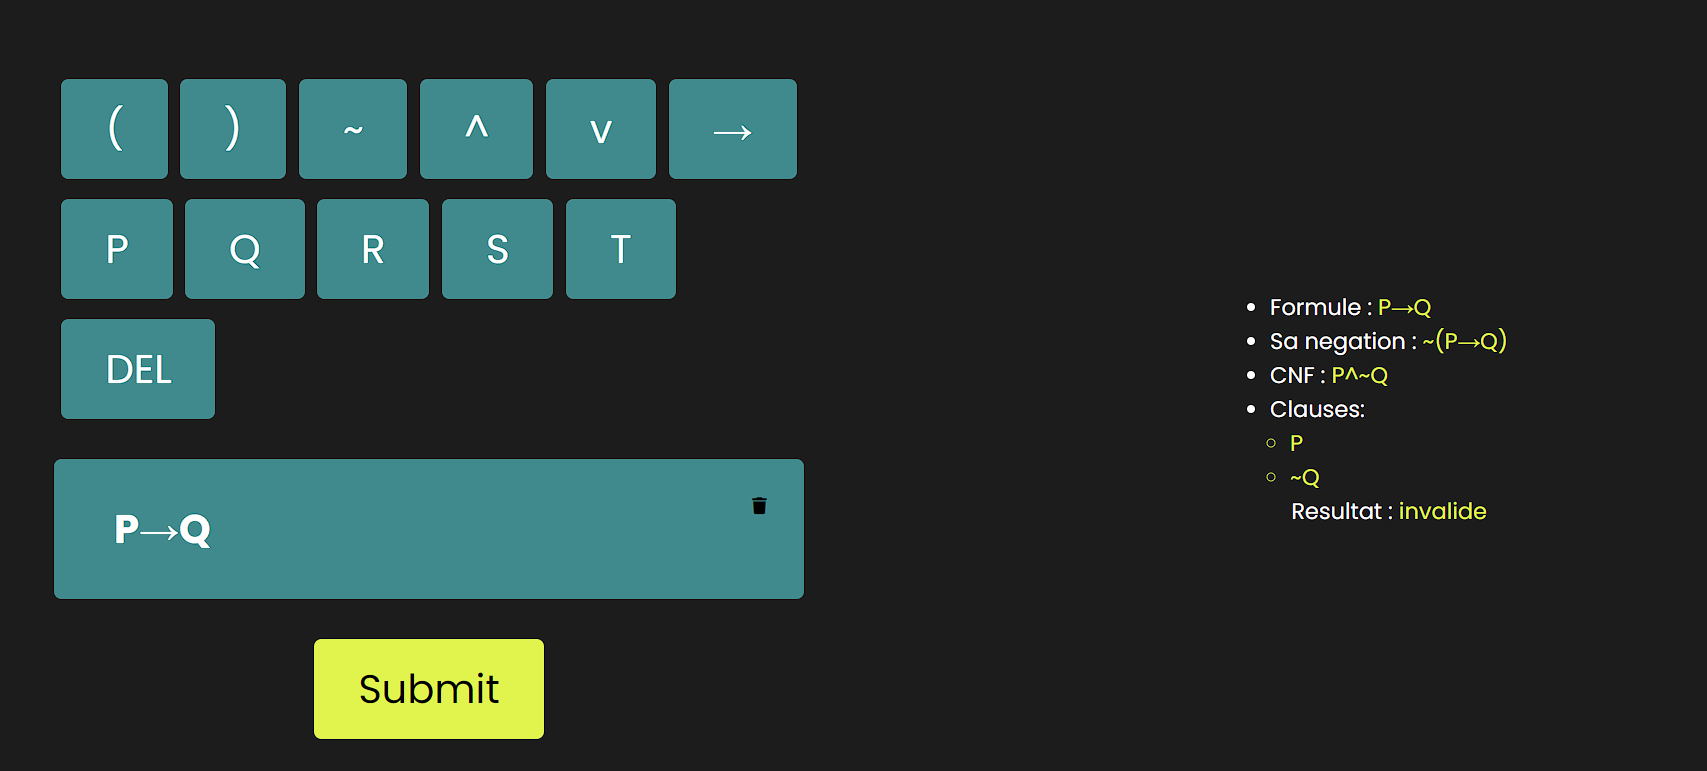 ( ) ~ ^ v →
P Q R S T
DEL
P→Q
Submit
Formule : P→Q
Sa negation : ~(P→Q)
CNF : P^~Q
Clauses:
P
~Q
Resultat : invalide